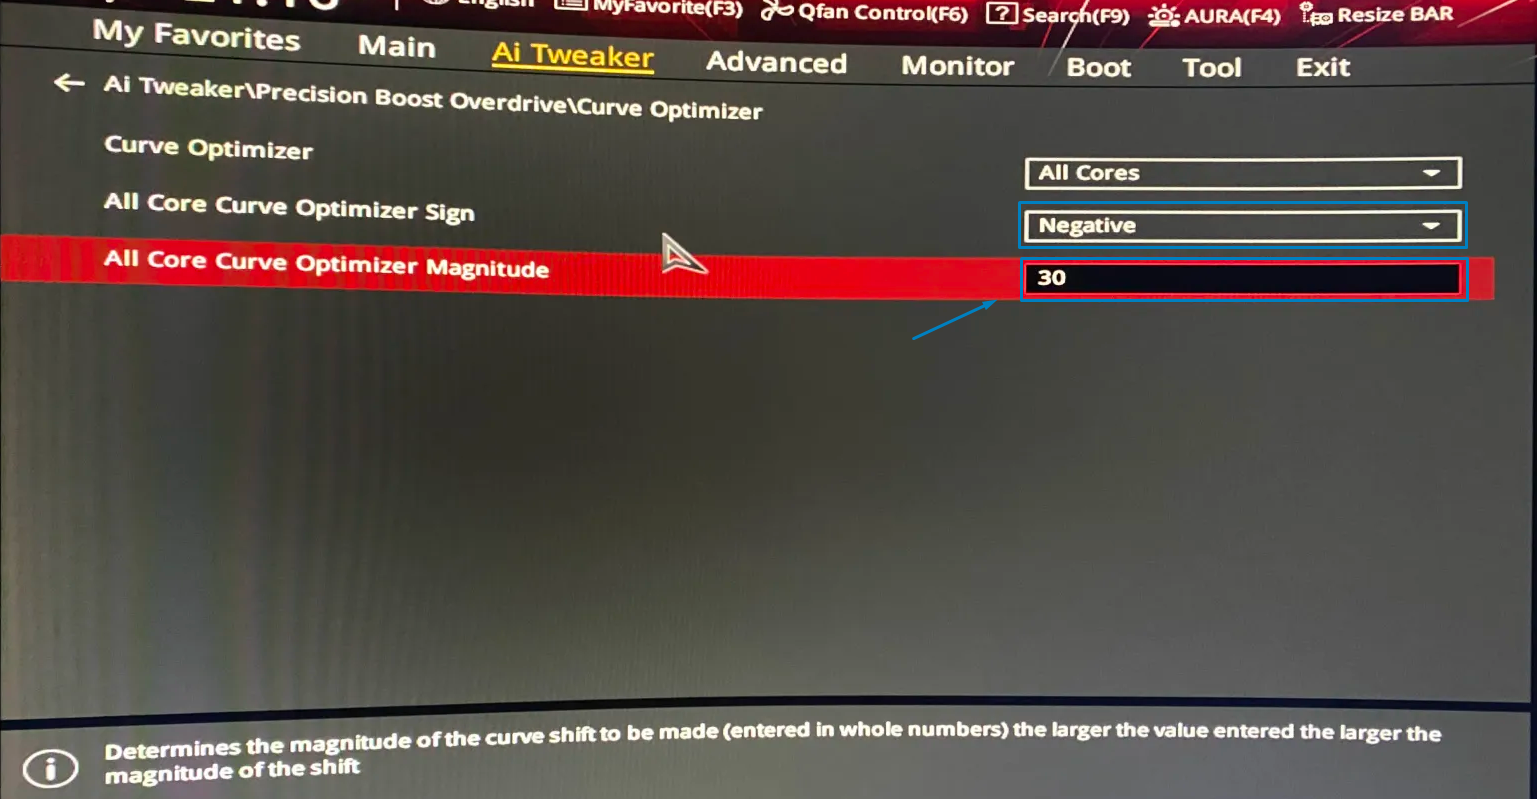 English MyFavorite(F3) Qfan Control(F6) ? Search(F9) AURA(F4) Resize BAR
My Favorites Main Ai Tweaker Advanced Monitor Boot Tool Exit
← Ai Tweaker\Precision Boost Overdrive\Curve Optimizer
Curve Optimizer All Cores
All Core Curve Optimizer Sign Negative
All Core Curve Optimizer Magnitude 30
i Determines the magnitude of the curve shift to be made (entered in whole numbers) the larger the value entered the larger the
magnitude of the shift